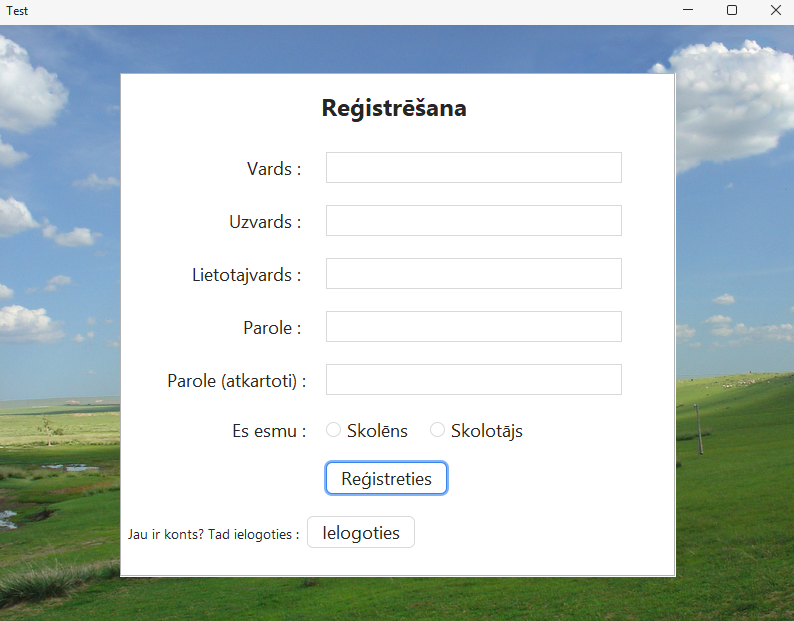 Test
Reģistrēšana
Vards :
Uzvards :
Lietotajvards :
Parole :
Parole (atkartoti) :
Es esmu : Skolēns Skolotājs
Reģistreties
Jau ir konts? Tad ielogoties : Ielogoties